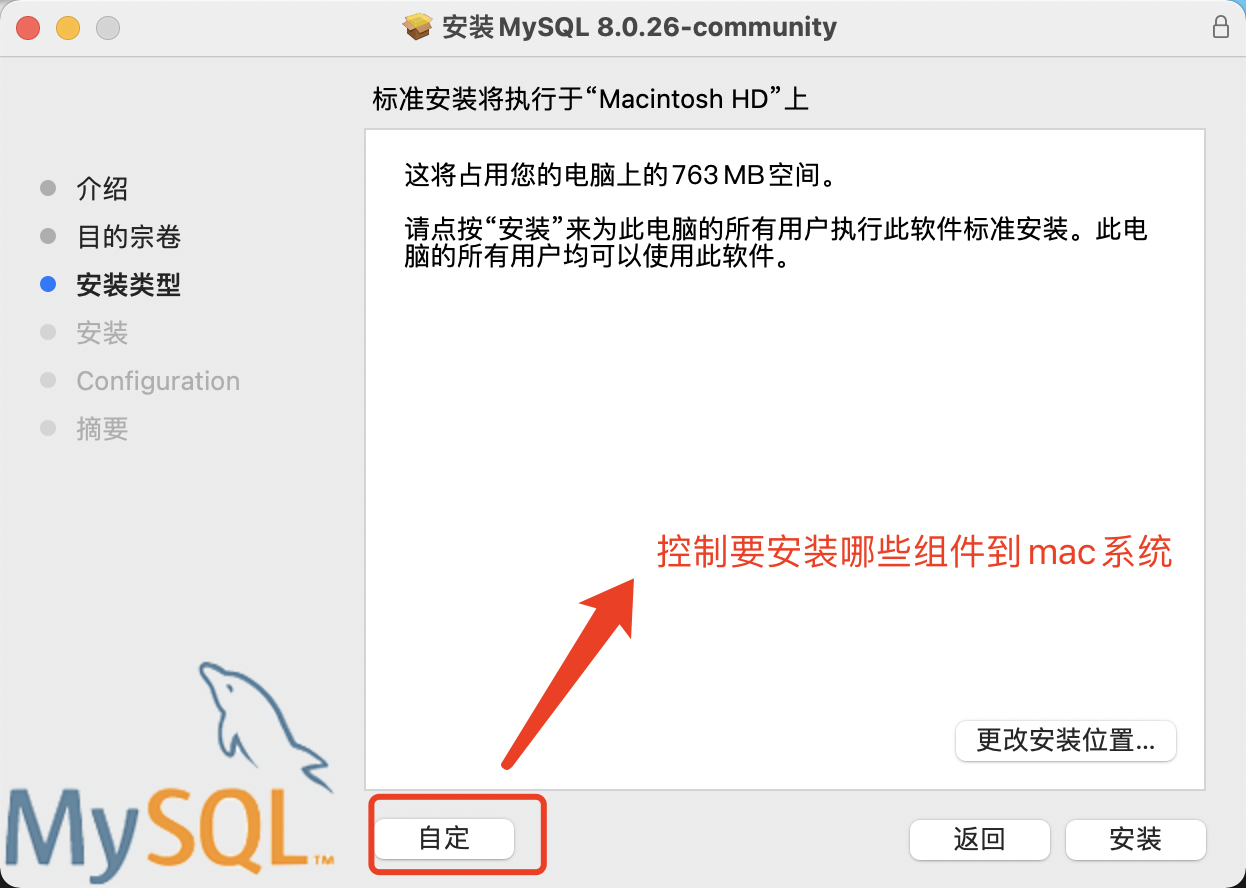 安装 MySQL 8.0.26-community
标准安装将执行于“Macintosh HD”上
介绍
目的宗卷
安装类型
安装
Configuration
摘要
这将占用您的电脑上的 763 MB 空间。
请点按“安装”来为此电脑的所有用户执行此软件标准安装。此电
脑的所有用户均可以使用此软件。
控制要安装哪些组件到 mac 系统
更改安装位置...
MySQL™
自定
返回
安装